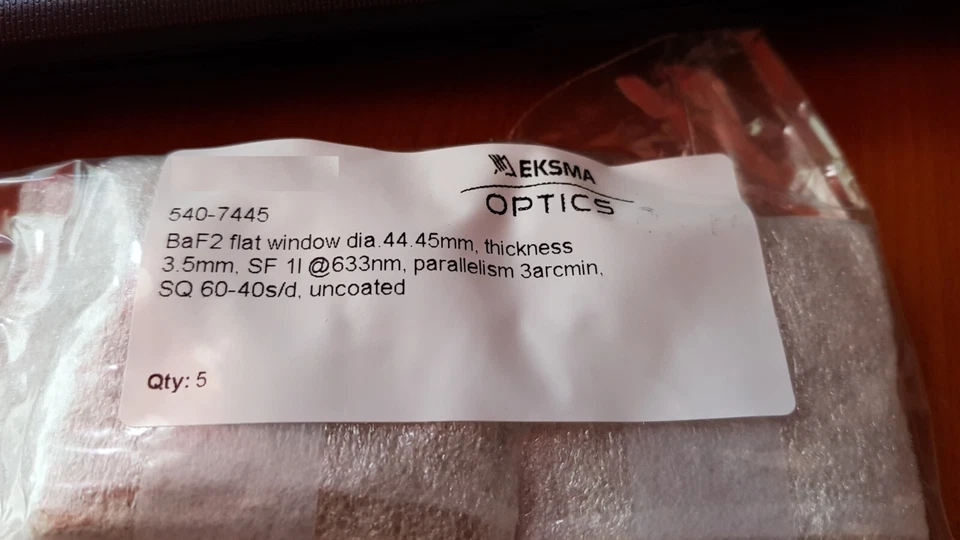 EKSMA
OPTICS
540-7445
BaF2 flat window dia.44.45mm, thickness
3.5mm, SF 1l @633nm, parallelism 3arcmin,
SQ 60-40s/d, uncoated
Qty: 5